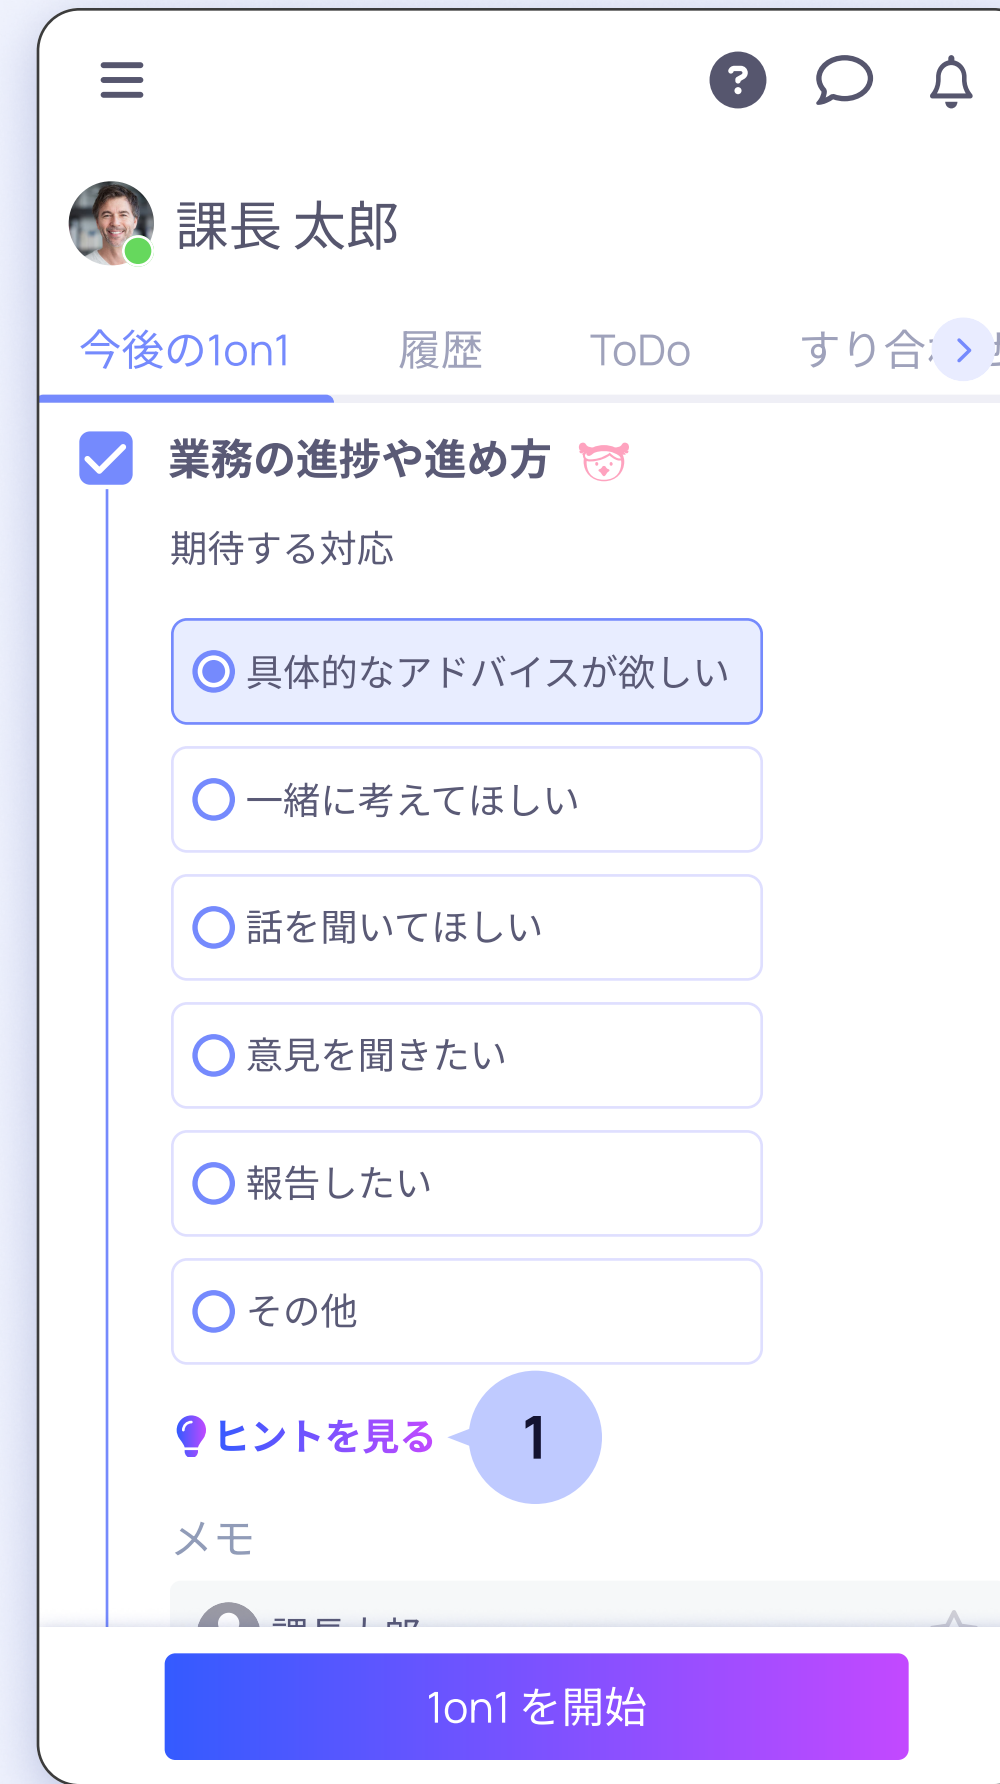 課長 太郎
今後の1on1 履歴 ToDo すり合
業務の進捗や進め方
期待する対応
具体的なアドバイスが欲しい
一緒に考えてほしい
話を聞いてほしい
意見を聞きたい
報告したい
その他
ヒントを見る 1
メモ
課長太郎
1on1 を開始